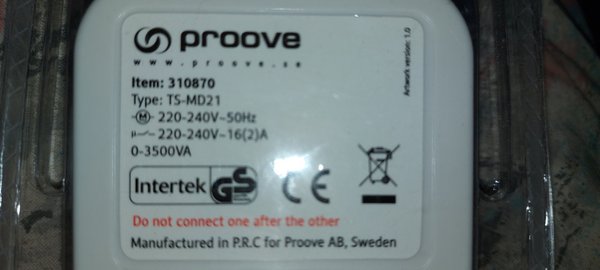 proove
www.proove.se
Artwork version: 1.0
Item: 310870
Type: TS-MD21
M 220-240V~50Hz
μ 220-240V~16(2)A
0-3500VA
Intertek GS CE
Do not connect one after the other
Manufactured in P.R.C for Proove AB, Sweden